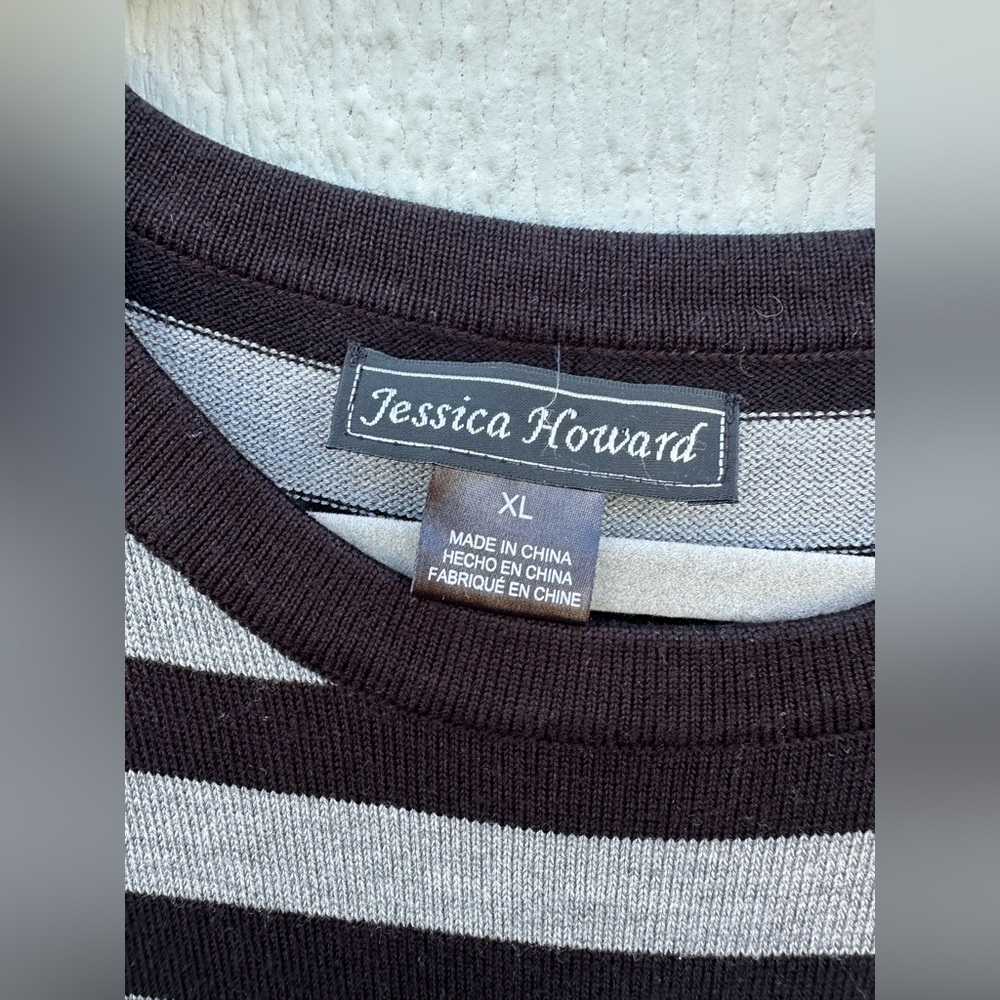 Jessica Howard
XL
MADE IN CHINA
HECHO EN CHINA
FABRIQUÉ EN CHINE